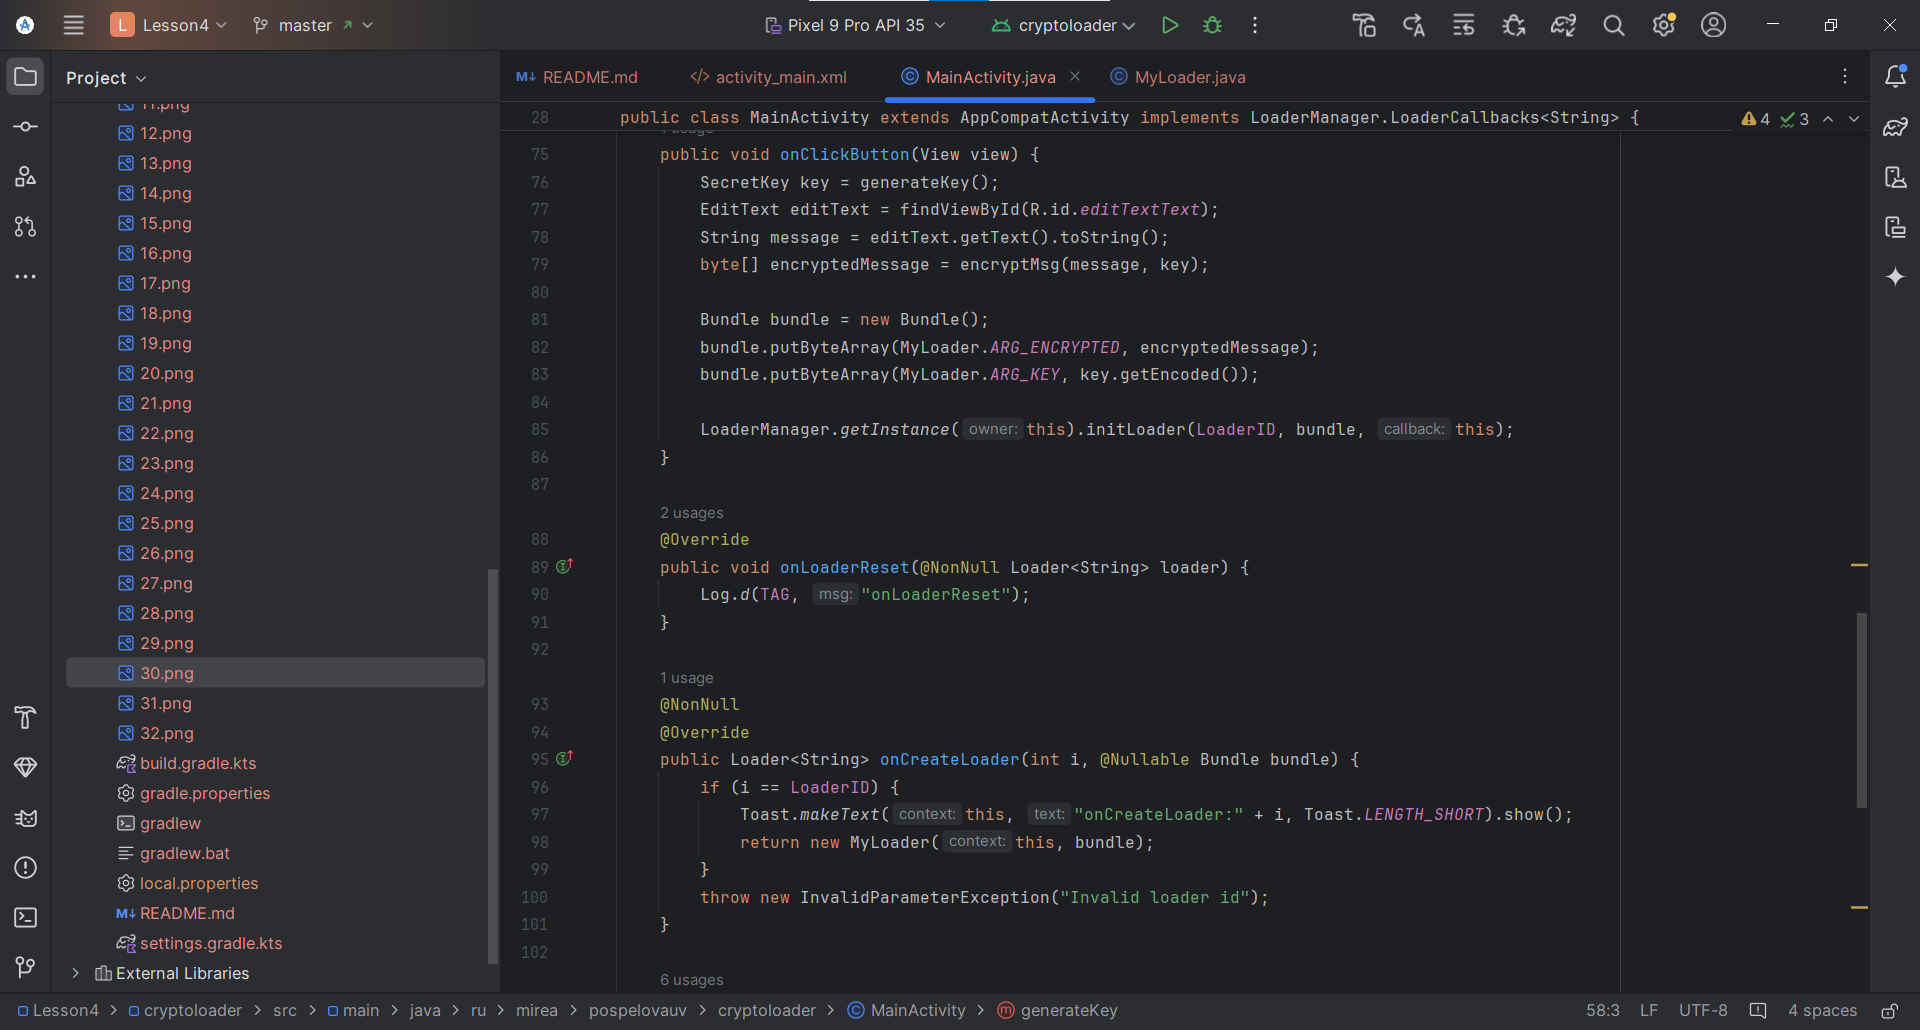 L Lesson4 master Pixel 9 Pro API 35 cryptoloader
Project
README.md activity_main.xml MainActivity.java MyLoader.java
11.png
12.png
13.png
14.png
15.png
16.png
17.png
18.png
19.png
20.png
21.png
22.png
23.png
24.png
25.png
26.png
27.png
28.png
29.png
30.png
31.png
32.png
build.gradle.kts
gradle.properties
gradlew
gradlew.bat
local.properties
README.md
settings.gradle.kts
External Libraries
28 public class MainActivity extends AppCompatActivity implements LoaderManager.LoaderCallbacks<String> { 4 3
75 public void onClickButton(View view) {
76 SecretKey key = generateKey();
77 EditText editText = findViewById(R.id.editTextText);
78 String message = editText.getText().toString();
79 byte[] encryptedMessage = encryptMsg(message, key);
80
81 Bundle bundle = new Bundle();
82 bundle.putByteArray(MyLoader.ARG_ENCRYPTED, encryptedMessage);
83 bundle.putByteArray(MyLoader.ARG_KEY, key.getEncoded());
84
85 LoaderManager.getInstance( owner: this).initLoader(LoaderID, bundle, callback: this);
86 }
87
2 usages
88 @Override
89 public void onLoaderReset(@NonNull Loader<String> loader) {
90 Log.d(TAG, msg: "onLoaderReset");
91 }
92
1 usage
93 @NonNull
94 @Override
95 public Loader<String> onCreateLoader(int i, @Nullable Bundle bundle) {
96 if (i == LoaderID) {
97 Toast.makeText( context: this, text: "onCreateLoader:" + i, Toast.LENGTH_SHORT).show();
98 return new MyLoader( context: this, bundle);
99 }
100 throw new InvalidParameterException("Invalid loader id");
101 }
102
6 usages
Lesson4 > cryptoloader > src > main > java > ru > mirea > pospelovauv > cryptoloader > MainActivity > generateKey 58:3 LF UTF-8 4 spaces